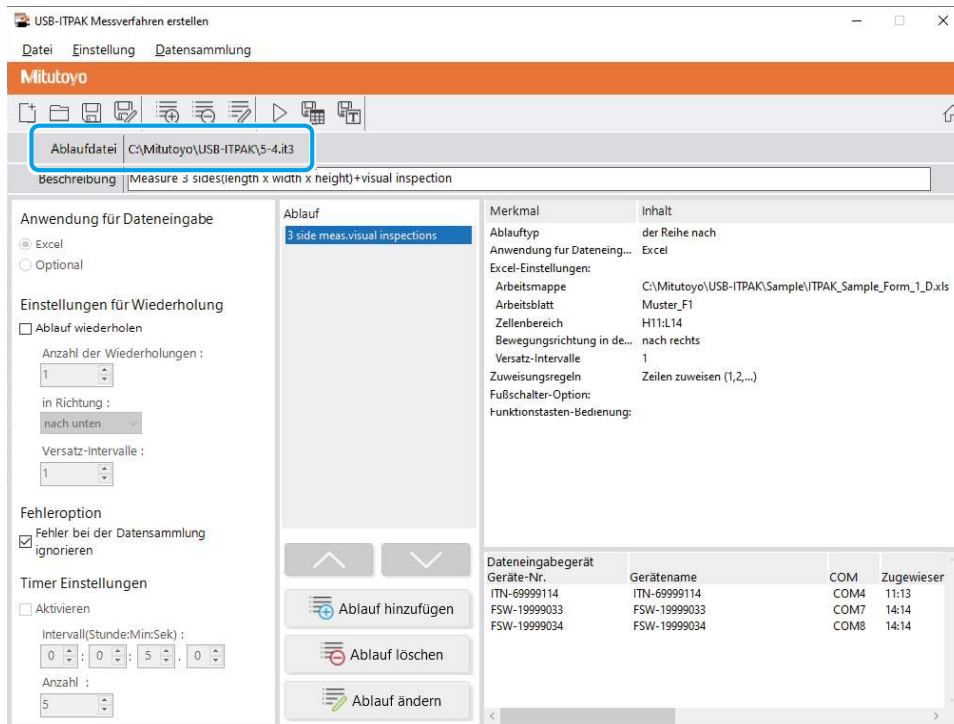 USB-ITPAK Messverfahren erstellen
Datei Einstellung Datensammlung
Mitutoyo
Ablaufdatei C:\Mitutoyo\USB-ITPAK\5-4.it3
Beschreibung Measure 3 sides(length x width x height)+visual inspection
Anwendung für Dateneingabe
Excel
Optional
Einstellungen für Wiederholung
Ablauf wiederholen
Anzahl der Wiederholungen :
1
in Richtung :
nach unten
Versatz-Intervalle :
1
Fehleroption
Fehler bei der Datensammlung
ignorieren
Timer Einstellungen
Aktivieren
Intervall(Stunde:Min:Sek) :
0 : 0 : 5 . 0
Anzahl :
5
Ablauf
3 side meas.visual inspections
Ablauf hinzufügen
Ablauf löschen
Ablauf ändern
Merkmal Inhalt
Ablauftyp der Reihe nach
Anwendung fur Dateneing... Excel
Excel-Einstellungen:
Arbeitsmappe C:\Mitutoyo\USB-ITPAK\Sample\ITPAK_Sample_Form_1_D.xls
Arbeitsblatt Muster_F1
Zellenbereich H11:L14
Bewegungsrichtung in de... nach rechts
Versatz-Intervalle 1
Zuweisungsregeln Zeilen zuweisen (1,2,...)
Fußschalter-Option:
Funktionstasten-Bedienung:
Dateneingabegerät
Geräte-Nr. Gerätename COM Zugewieser
ITN-69999114 ITN-69999114 COM4 11:13
FSW-19999033 FSW-19999033 COM7 14:14
FSW-19999034 FSW-19999034 COM8 14:14